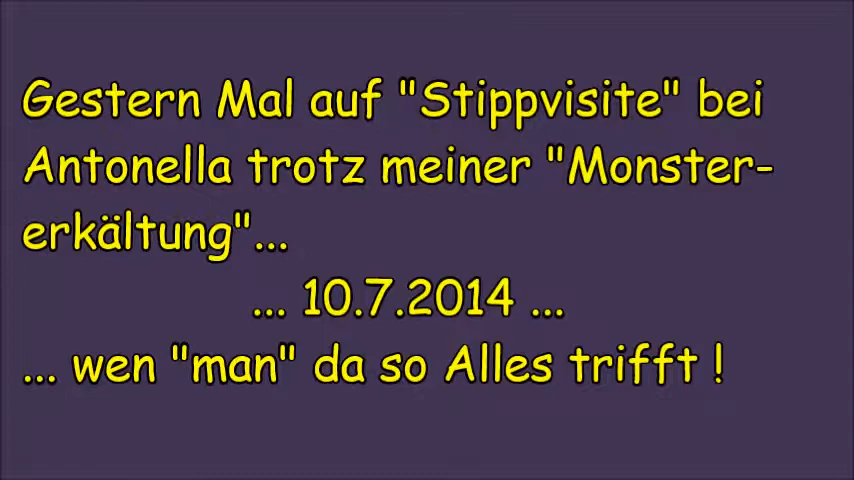 Gestern Mal auf "Stippvisite" bei
Antonella trotz meiner "Monster-
erkältung"...
... 10.7.2014 ...
... wen "man" da so Alles trifft !